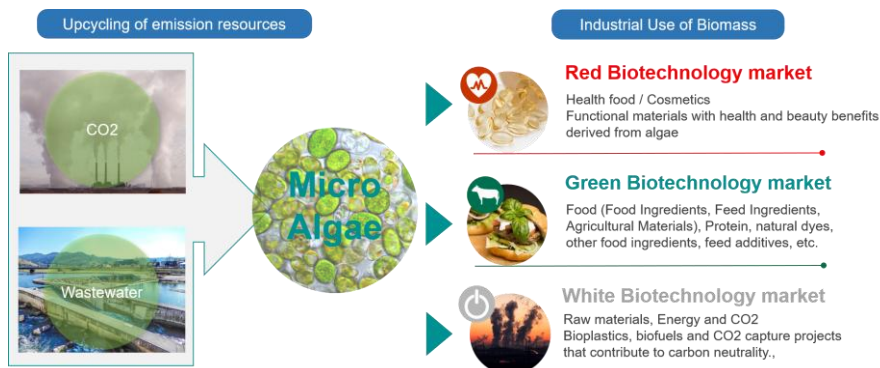 Upcycling of emission resources
Industrial Use of Biomass
CO2
Wastewater
Micro
Algae
Red Biotechnology market
Health food / Cosmetics
Functional materials with health and beauty benefits
derived from algae
Green Biotechnology market
Food (Food Ingredients, Feed Ingredients,
Agricultural Materials), Protein, natural dyes,
other food ingredients, feed additives, etc.
White Biotechnology market
Raw materials, Energy and CO2
Bioplastics, biofuels and CO2 capture projects
that contribute to carbon neutrality.,